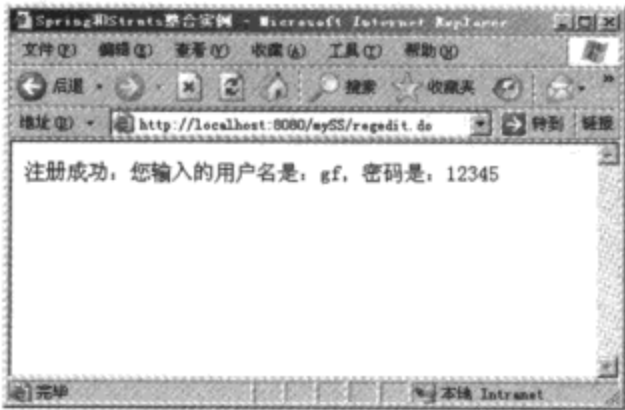 Spring和Struts整合实例 - Microsoft Internet Explorer
文件(F) 编辑(E) 查看(V) 收藏(A) 工具(T) 帮助(H)
后退 搜索 收藏夹
地址(D) http://localhost:8080/mySS/regedit.do 转到 链接
注册成功：您输入的用户名是：gf，密码是：12345
完毕 本地 Intranet